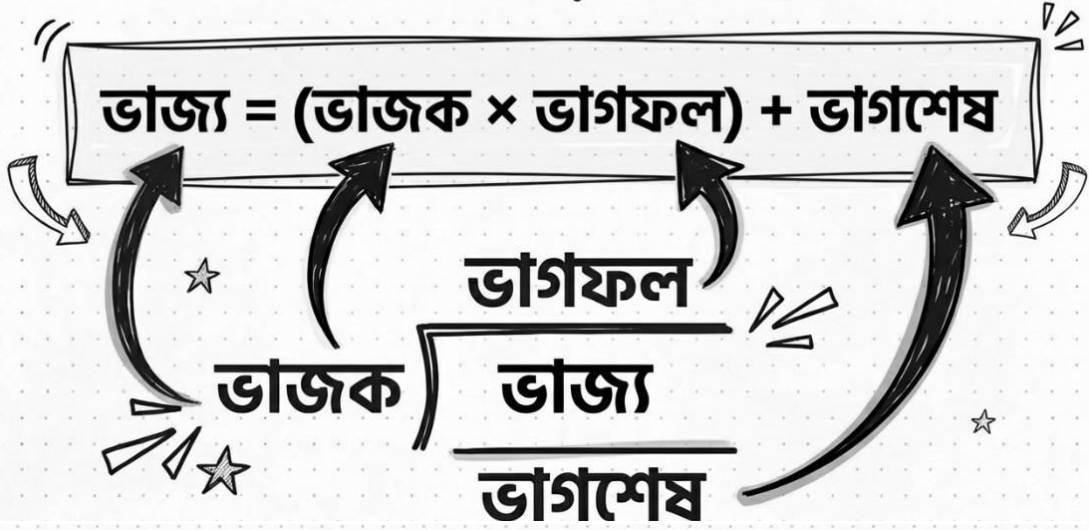 ভাজ্য = (ভাজক × ভাগফল) + ভাগশেষ
ভাগফল
ভাজক ভাজ্য
ভাগশেষ